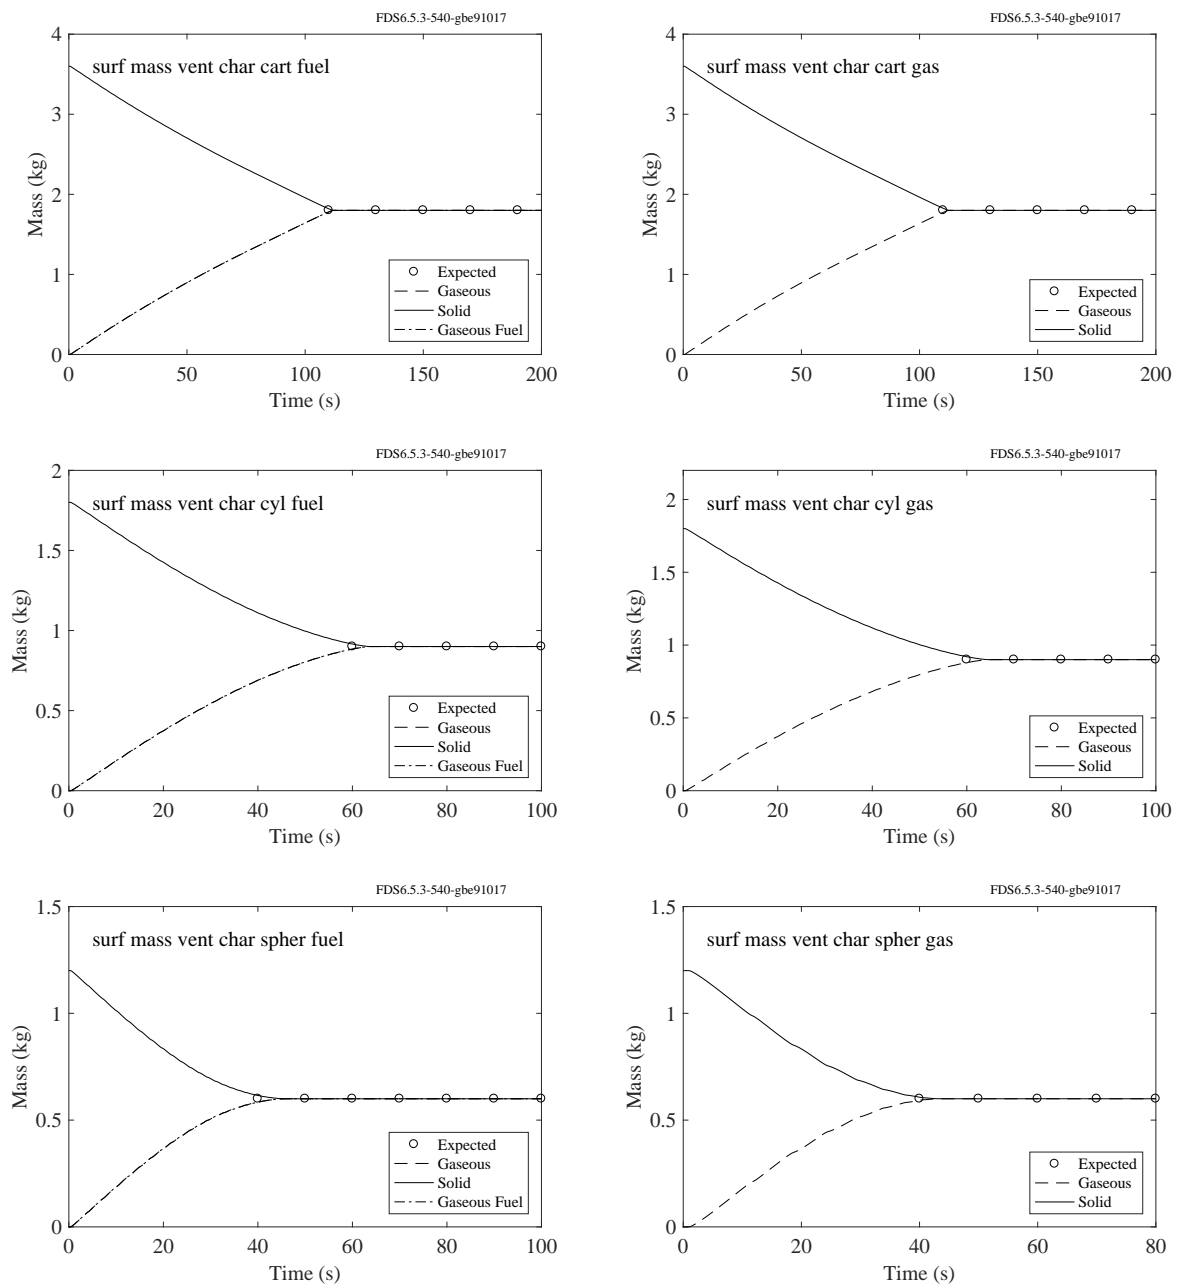 FDS6.5.3-540-gbe91017
surf mass vent char cart fuel
Mass (kg)
4
3
2
1
0
Expected
Gaseous
Solid
Gaseous Fuel
0 50 100 150 200
Time (s)
FDS6.5.3-540-gbe91017
surf mass vent char cart gas
Mass (kg)
4
3
2
1
0
Expected
Gaseous
Solid
0 50 100 150 200
Time (s)
FDS6.5.3-540-gbe91017
surf mass vent char cyl fuel
Mass (kg)
2
1.5
1
0.5
0
Expected
Gaseous
Solid
Gaseous Fuel
0 20 40 60 80 100
Time (s)
FDS6.5.3-540-gbe91017
surf mass vent char cyl gas
Mass (kg)
2
1.5
1
0.5
0
Expected
Gaseous
Solid
0 20 40 60 80 100
Time (s)
FDS6.5.3-540-gbe91017
surf mass vent char spher fuel
Mass (kg)
1.5
1
0.5
0
Expected
Gaseous
Solid
Gaseous Fuel
0 20 40 60 80 100
Time (s)
FDS6.5.3-540-gbe91017
surf mass vent char spher gas
Mass (kg)
1.5
1
0.5
0
Expected
Gaseous
Solid
0 20 40 60 80
Time (s)